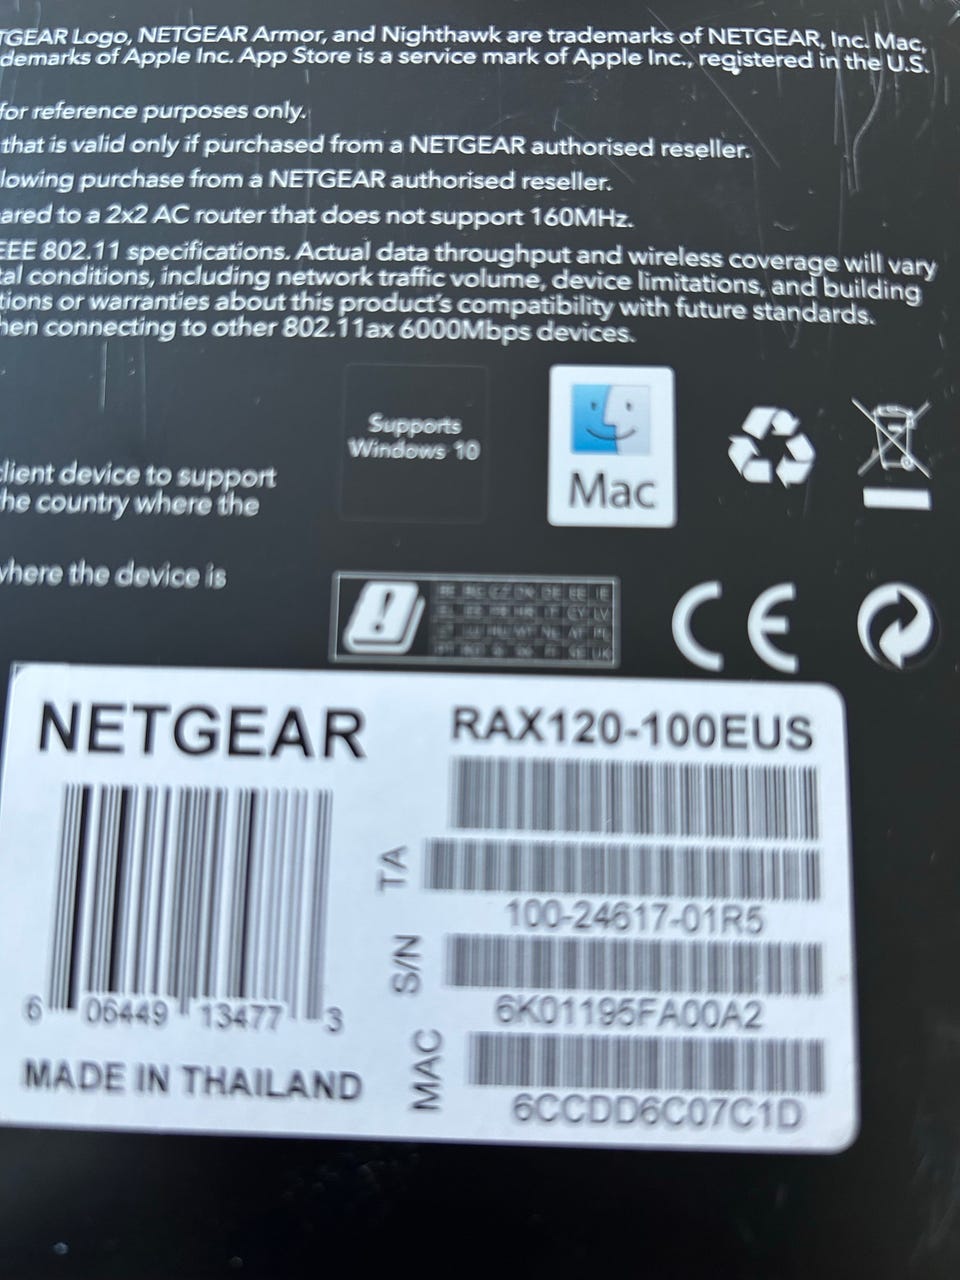 TGEAR Logo, NETGEAR Armor, and Nighthawk are trademarks of NETGEAR, Inc. Mac,
demarks of Apple Inc. App Store is a service mark of Apple Inc., registered in the U.S.
for reference purposes only.
that is valid only if purchased from a NETGEAR authorised reseller.
lowing purchase from a NETGEAR authorised reseller.
ared to a 2x2 AC router that does not support 160MHz.
EEE 802.11 specifications. Actual data throughput and wireless coverage will vary
tal conditions, including network traffic volume, device limitations, and building
tions or warranties about this product's compatibility with future standards.
hen connecting to other 802.11ax 6000Mbps devices.
Supports
Windows 10
Mac
client device to support
he country where the
where the device is
CE
NETGEAR
RAX120-100EUS
TA
100-24617-01R5
S/N
6K01195FA00A2
MAC
6CCDD6C07C1D
6 06449 13477 3
MADE IN THAILAND